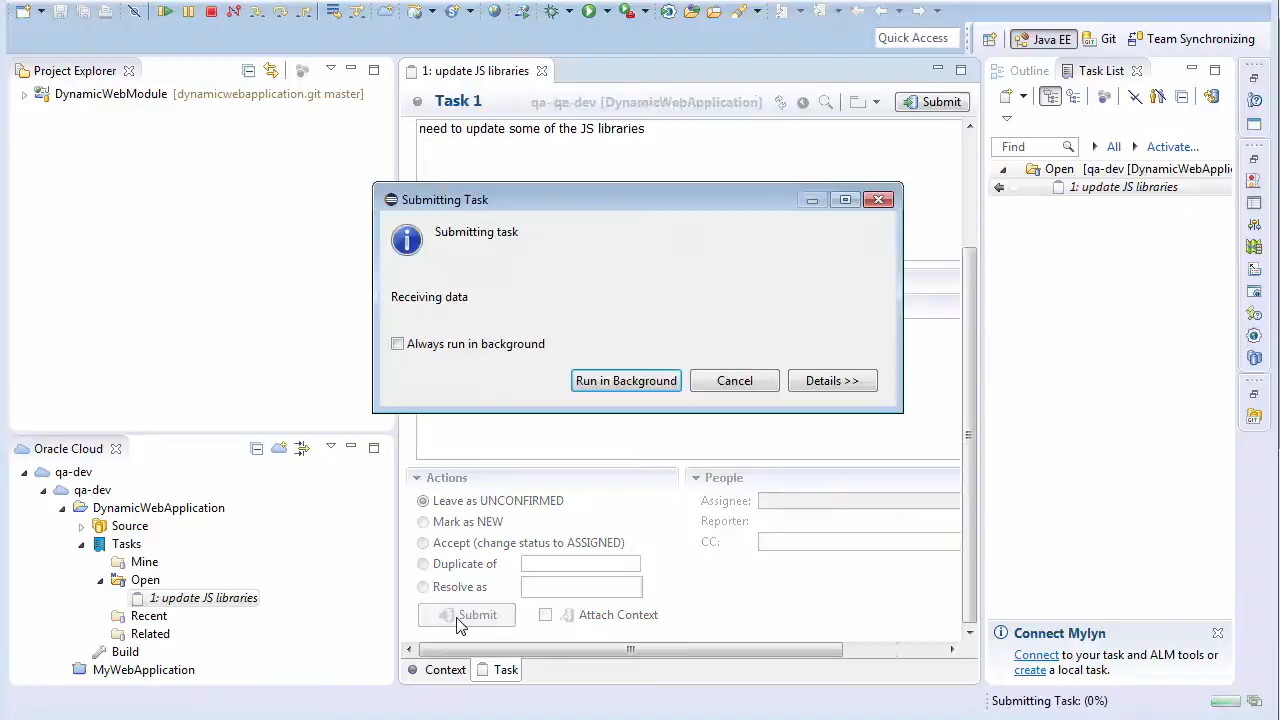 Quick Access
Java EE
Git
Team Synchronizing
Project Explorer
DynamicWebModule [dynamicwebapplication.git master]
1: update JS libraries
Task 1
qa-dev [DynamicWebApplication]
Submit
need to update some of the JS libraries
Submitting Task
Submitting task
Receiving data
Always run in background
Run in Background
Cancel
Details >>
Actions
Leave as UNCONFIRMED
Mark as NEW
Accept (change status to ASSIGNED)
Duplicate of
Resolve as
Submit
Attach Context
People
Assignee:
Reporter:
CC:
Context
Task
Outline
Task List
Find
All
Activate...
Open [qa-dev [DynamicWebAppli
1: update JS libraries
Connect Mylyn
Connect to your task and ALM tools or
create a local task.
Oracle Cloud
qa-dev
qa-dev
DynamicWebApplication
Source
Tasks
Mine
Open
1: update JS libraries
Recent
Related
Build
MyWebApplication
Submitting Task: (0%)